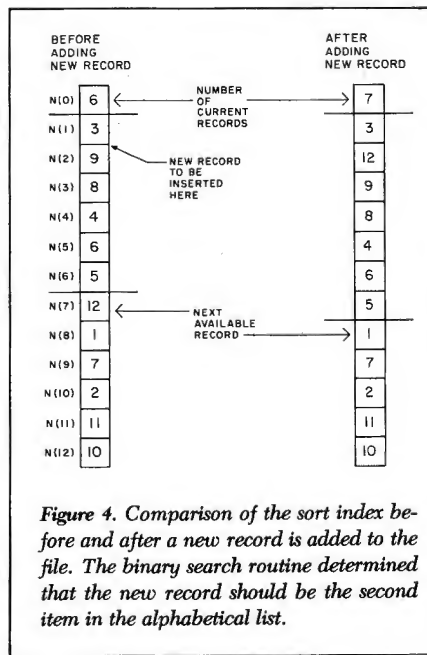 BEFORE
ADDING
NEW RECORD
AFTER
ADDING
NEW RECORD
N(0) 6 NUMBER OF CURRENT RECORDS 7
N(1) 3 3
N(2) 9 NEW RECORD TO BE INSERTED HERE 12
N(3) 8 9
N(4) 4 8
N(5) 6 4
N(6) 5 6
N(7) 12 NEXT AVAILABLE RECORD 5
N(8) 1 1
N(9) 7 7
N(10) 2 2
N(11) 11 11
N(12) 10 10
Figure 4. Comparison of the sort index be-
fore and after a new record is added to the
file. The binary search routine determined
that the new record should be the second
item in the alphabetical list.